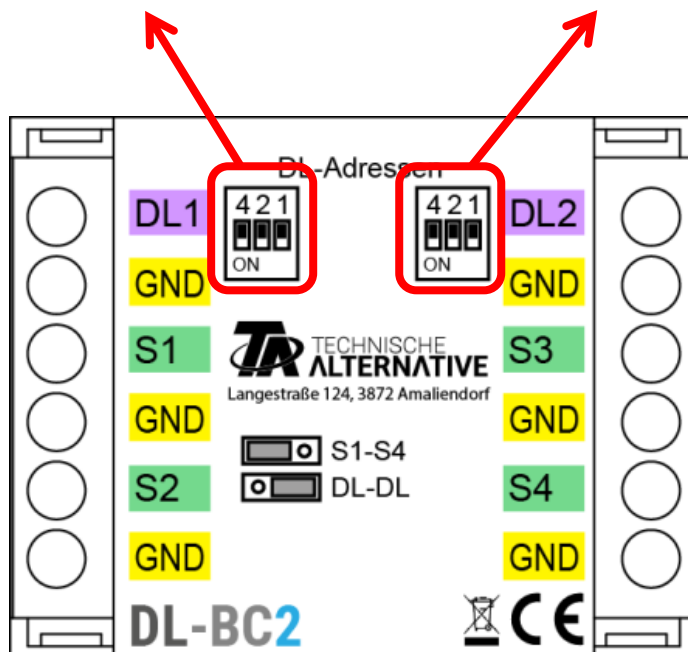 DL-Adressen
DL1 4 2 1 4 2 1 DL2
ON ON
GND GND
S1 TA TECHNISCHE ALTERNATIVE S3
Langestraße 124, 3872 Amaliendorf
GND GND
S1-S4
S2 DL-DL S4
GND GND
DL-BC2 CE